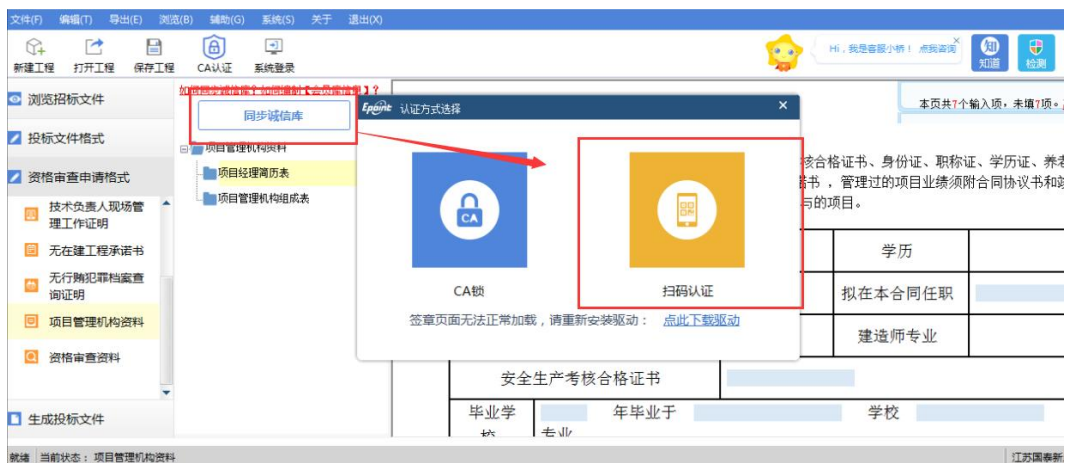 文件(F) 编辑(T) 导出(E) 浏览(B) 辅助(G) 系统(S) 关于 退出(X)
新建工程 打开工程 保存工程 CA认证 系统登录
Hi，我是客服小桥！ 点我咨询
知
知道
检测
浏览招标文件
投标文件格式
资格审查申请格式
技术负责人现场管
理工作证明
无在建工程承诺书
无行贿犯罪档案查
询证明
项目管理机构资料
资格审查资料
生成投标文件
同步诚信库
项目管理机构资料
项目经理简历表
项目管理机构组成表
Epoint 认证方式选择
CA
CA锁
扫码认证
签章页面无法正常加载，请重新安装驱动： 点此下载驱动
本页共7个输入项，未填7项。
合格证书、身份证、职称证、学历证、养
书 ，管理过的项目业绩须附合同协议书和
与的项目。
学历
拟在本合同任职
建造师专业
安全生产考核合格证书
毕业学 年毕业于 学校
校 专业
就绪 当前状态：项目管理机构资料
江苏国泰新